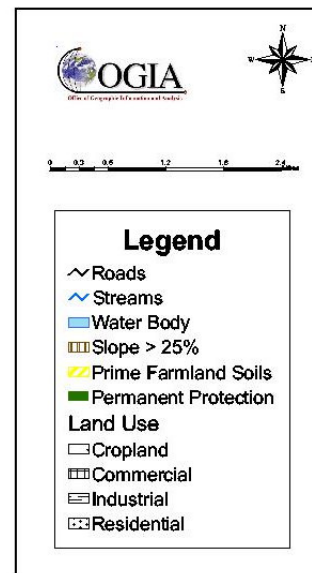 N
W E
S
OGIA
Office of Geographic Information and Analysis
0 0.3 0.6 1.2 1.8 2.4
Legend
Roads
Streams
Water Body
Slope > 25%
Prime Farmland Soils
Permanent Protection
Land Use
Cropland
Commercial
Industrial
Residential